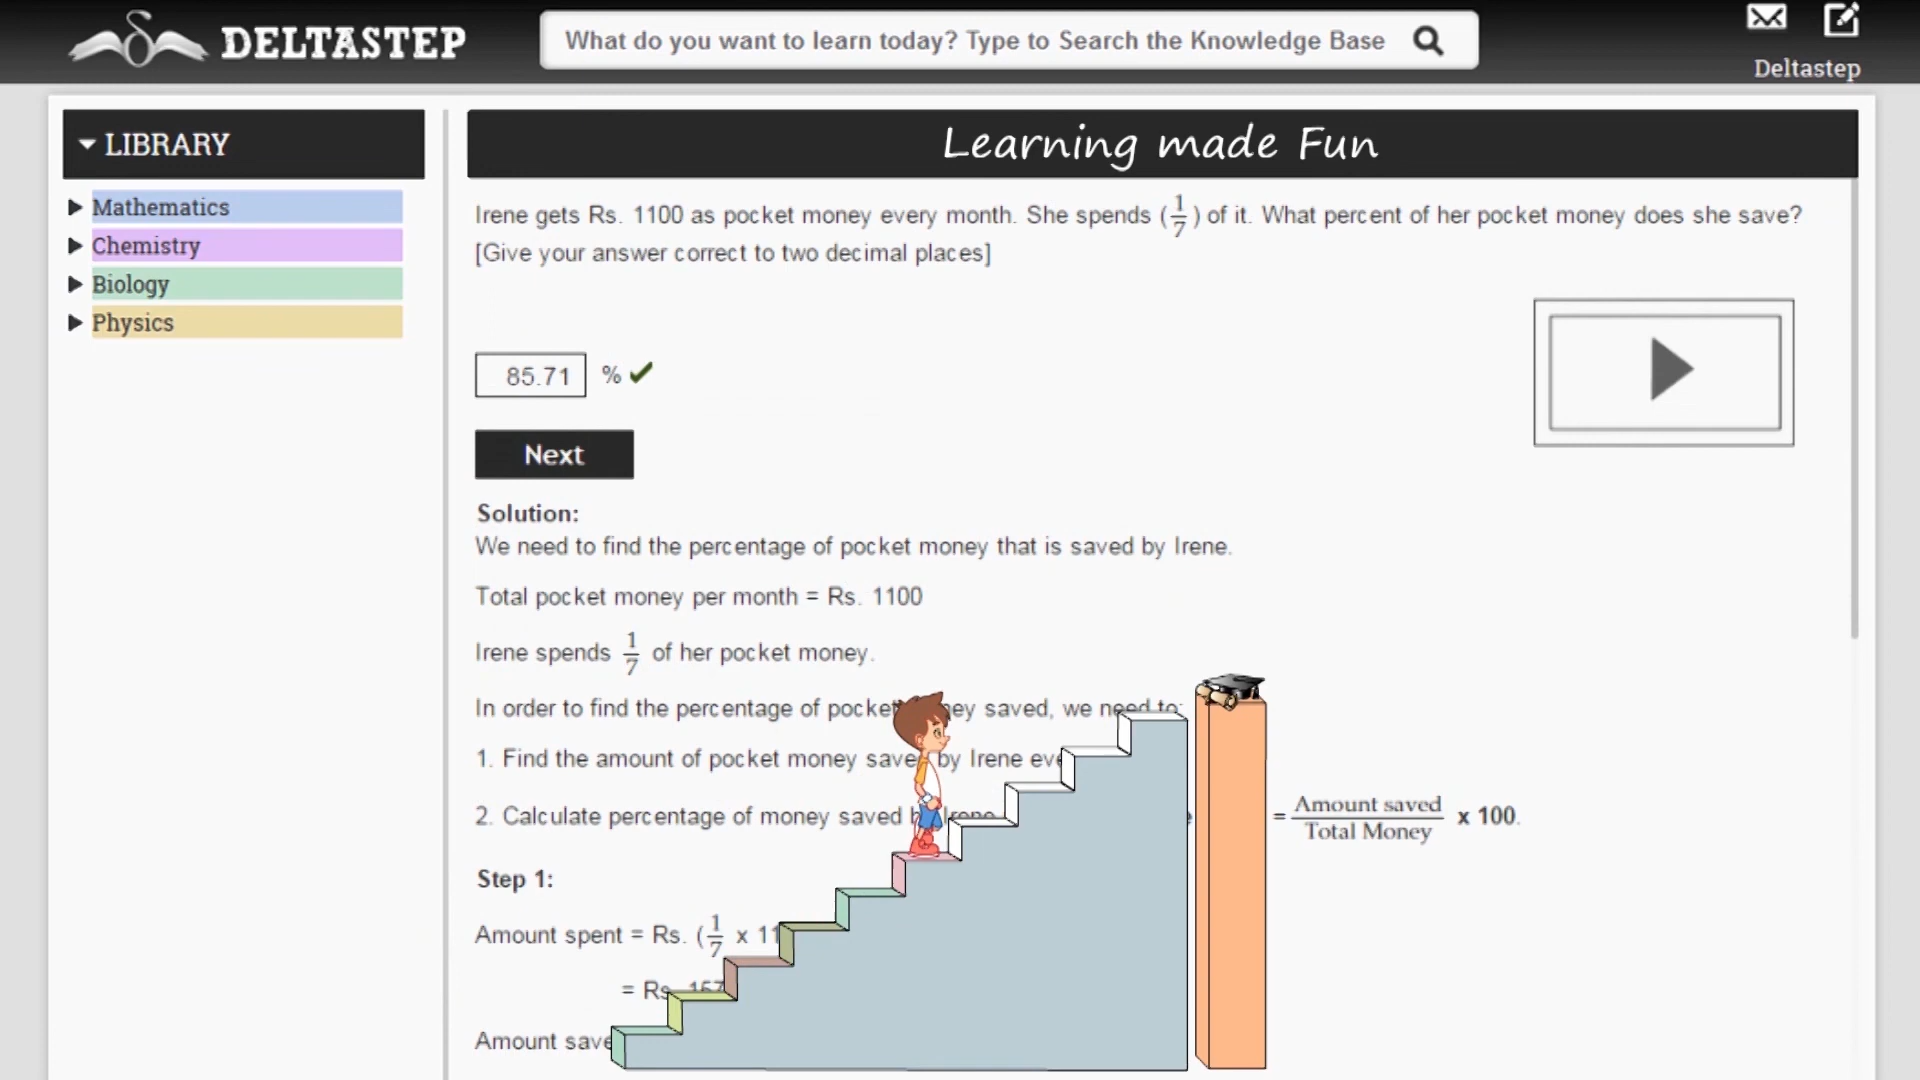 DELTASTEP
What do you want to learn today? Type to Search the Knowledge Base
Deltastep
LIBRARY
Mathematics
Chemistry
Biology
Physics
Learning made Fun
Irene gets Rs. 1100 as pocket money every month. She spends (1/7) of it. What percent of her pocket money does she save?
[Give your answer correct to two decimal places]
85.71 %
Next
Solution:
We need to find the percentage of pocket money that is saved by Irene.
Total pocket money per month = Rs. 1100
Irene spends 1/7 of her pocket money.
In order to find the percentage of pocket money saved, we need to:
1. Find the amount of pocket money saved by Irene
2. Calculate percentage of money saved by Irene = Amount saved / Total Money x 100.
Step 1:
Amount spent = Rs. (1/7 x
= Rs. 157
Amount